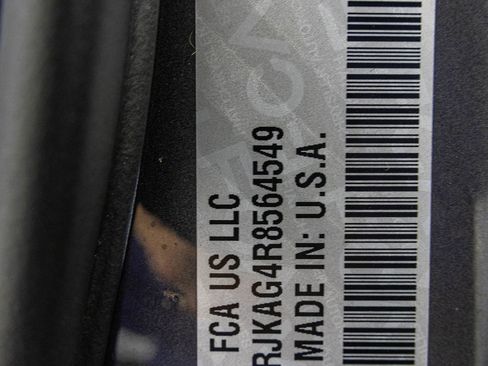 FCA US LLC
RJKAG4R8564549
MADE IN: U.S.A.